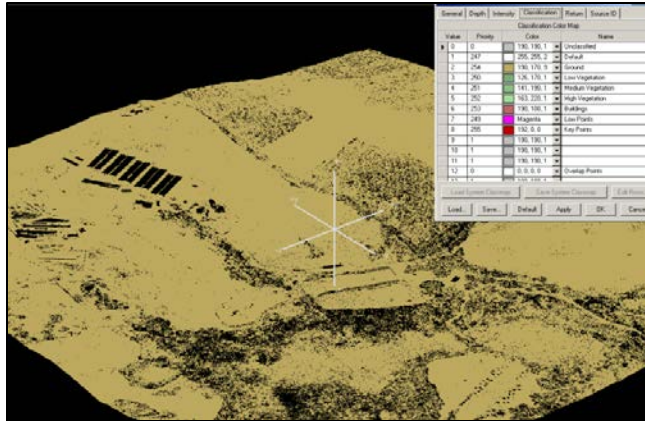 General Depth Intensity Classification Return Source ID
Classification Color Map
Value Priority Color Name
0 0 190, 190, 1 Unclassified
1 247 255, 255, 2 Default
2 254 190, 170, 9 Ground
3 250 126, 170, 1 Low Vegetation
4 251 141, 190, 1 Medium Vegetation
5 252 163, 220, 1 High Vegetation
6 253 190, 100, 1 Buildings
7 249 Magenta Low Points
8 255 192, 0, 0 Key Points
9 1 190, 190, 1
10 1 190, 190, 1
11 1 190, 190, 1
12 0 0, 0, 0, 0 Overlap Points
Load System Classmap Save System Classmap Edit
Load... Save... Default Apply OK Cance